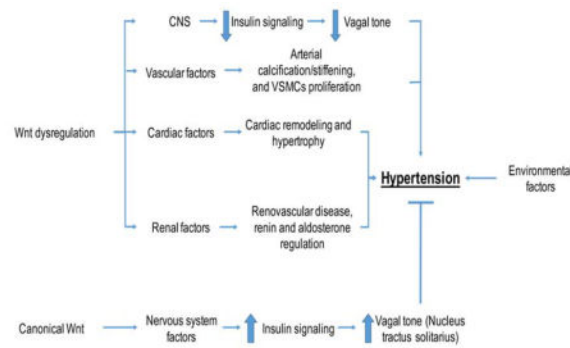 CNS
Insulin signaling
Vagal tone
Vascular factors
Arterial
calcification/stiffening,
and VSMCs proliferation
Wnt dysregulation
Cardiac factors
Cardiac remodeling and
hypertrophy
Hypertension
Environmental
factors
Renal factors
Renovascular disease,
renin and aldosterone
regulation
Canonical Wnt
Nervous system
factors
Insulin signaling
Vagal tone (Nucleus
tractus solitarius)